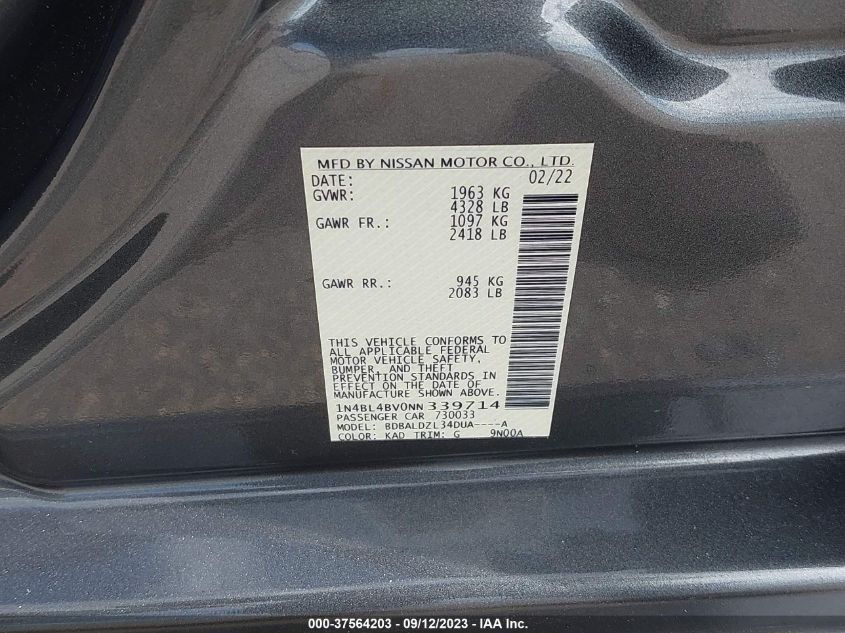 MFD BY NISSAN MOTOR CO., LTD.
DATE: 02/22
GVWR: 1963 KG
4328 LB
GAWR FR.: 1097 KG
2418 LB
GAWR RR.: 945 KG
2083 LB
THIS VEHICLE CONFORMS TO
ALL APPLICABLE FEDERAL
MOTOR VEHICLE SAFETY,
BUMPER, AND THEFT
PREVENTION STANDARDS IN
EFFECT ON THE DATE OF
MANUFACTURE SHOWN ABOVE.
1N4BL4BV0NN339714
PASSENGER CAR 730033
MODEL: BDBALDZL34DUA----A
COLOR: KAD TRIM: G 9N00A
000-37564203 - 09/12/2023 - IAA Inc.